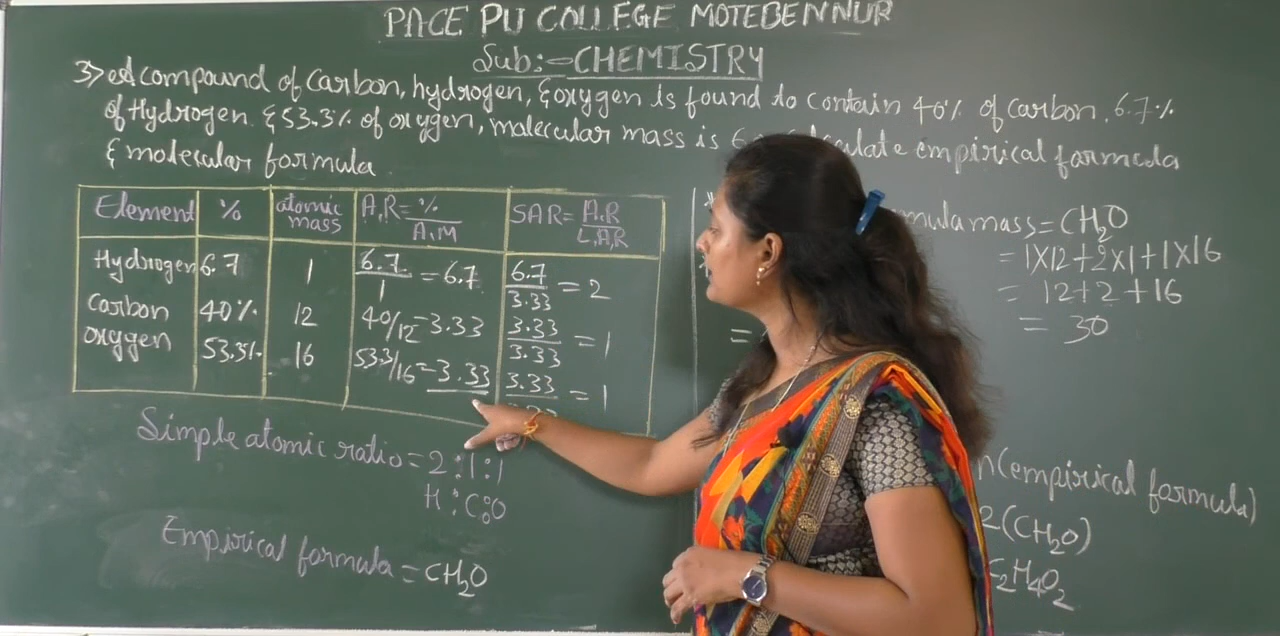 PACE PU COLLEGE MOTEBENNUR
Sub:- CHEMISTRY
3) A compound of Carbon, hydrogen, & oxygen is found to contain 40% of carbon, 6.7%
of Hydrogen & 53.3% of oxygen, molecular mass is 6 empirical formula
& molecular formula
Element % atomic mass A.R = %/A.M SAR = A.R/L.A.R
Hydrogen 6.7 1 6.7/1 = 6.7 6.7/3.33 = 2
Carbon 40% 12 40/12 = 3.33 3.33/3.33 = 1
oxygen 53.3% 16 53.3/16 = 3.33 3.33 = 1
Simple atomic ratio = 2:1:1
H:C:O
Empirical formula = CH₂O
mass = CH₂O
= 1x12+2x1+1x16
= 12+2+16
= 30
=
n(empirical formula)
2(CH₂O)
C₂H₄O₂